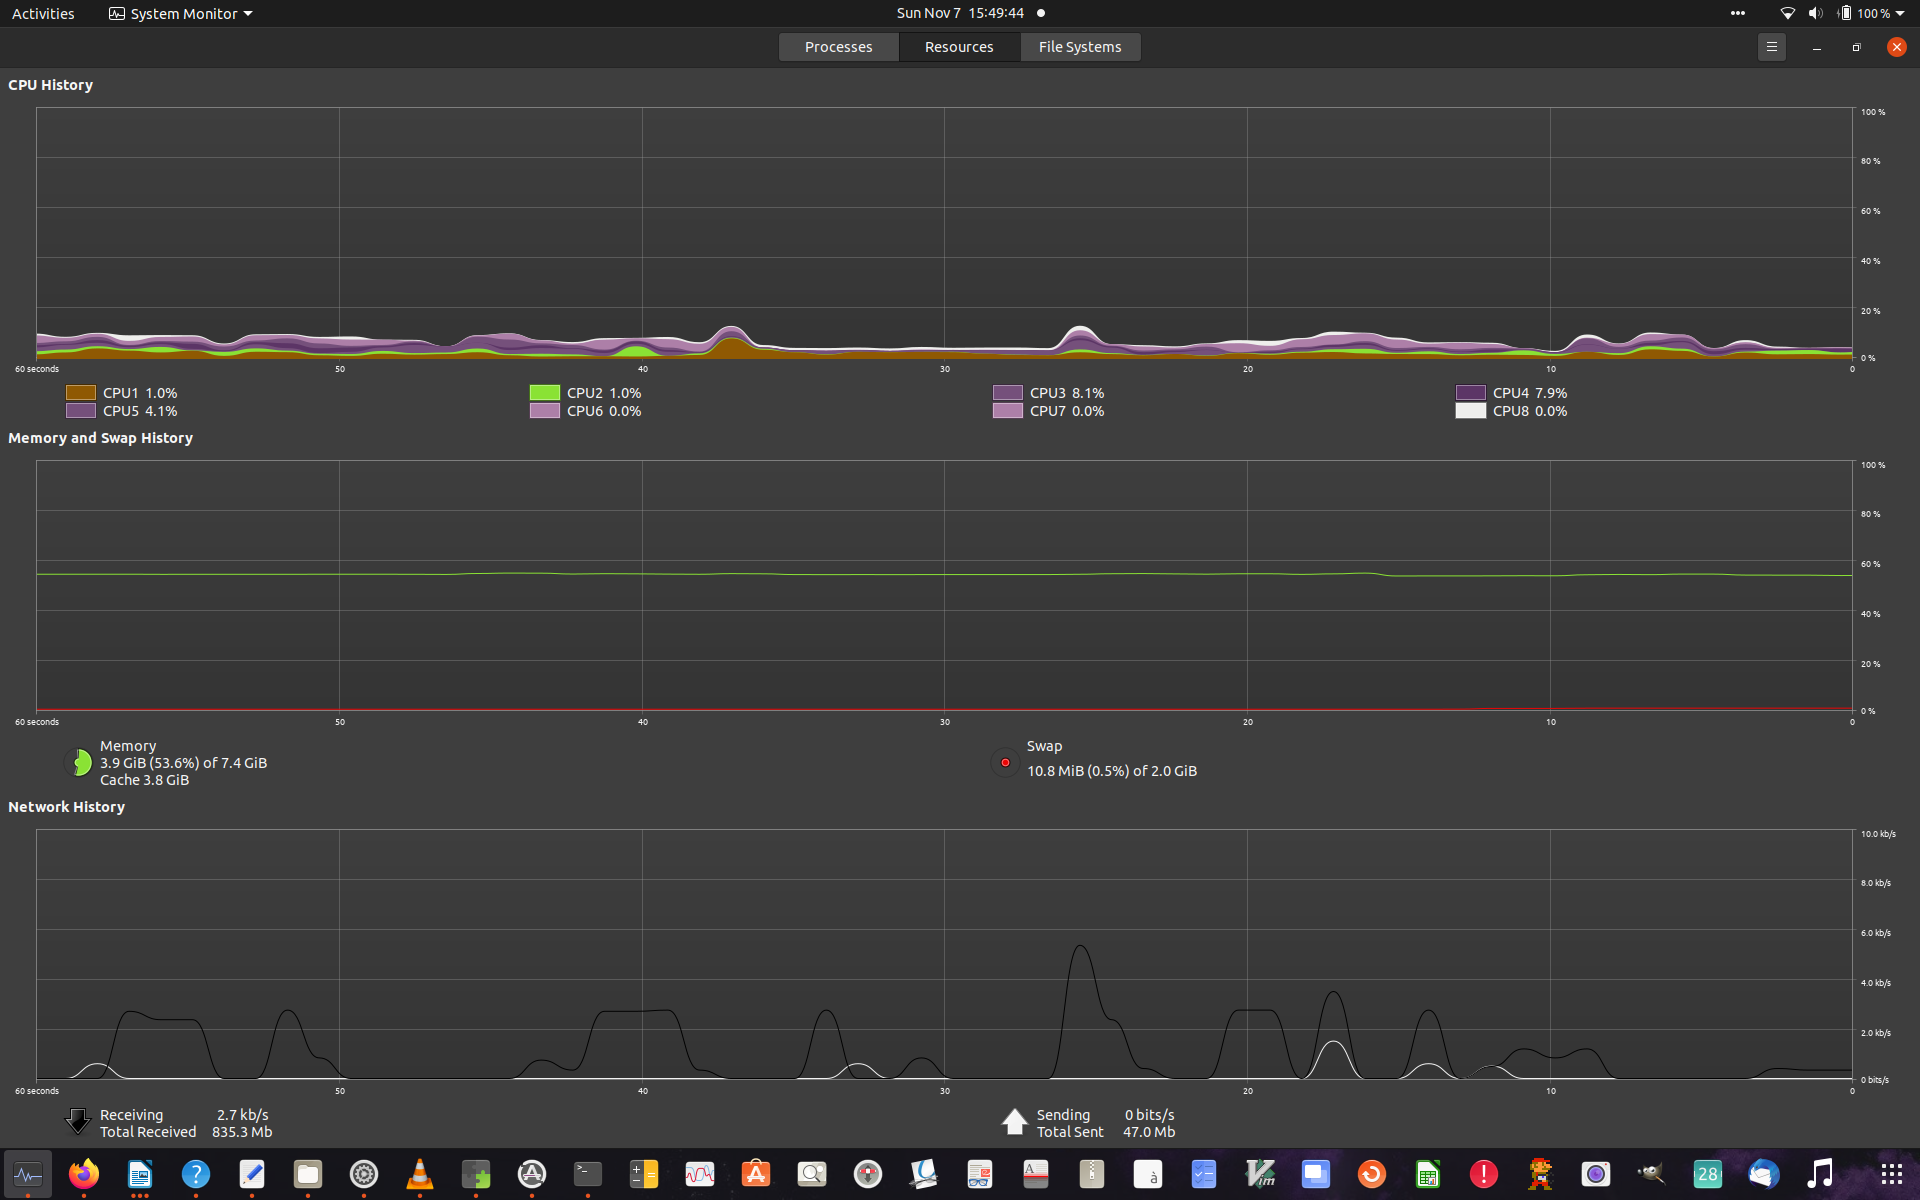 Activities System Monitor Sun Nov 7 15:49:44 100 %
Processes Resources File Systems
CPU History
100 %
80 %
60 %
40 %
20 %
0 %
60 seconds 50 40 30 20 10 0
CPU1 1.0% CPU2 1.0% CPU3 8.1% CPU4 7.9%
CPU5 4.1% CPU6 0.0% CPU7 0.0% CPU8 0.0%
Memory and Swap History
100 %
80 %
60 %
40 %
20 %
0 %
60 seconds 50 40 30 20 10 0
Memory
3.9 GiB (53.6%) of 7.4 GiB
Cache 3.8 GiB
Swap
10.8 MiB (0.5%) of 2.0 GiB
Network History
10.0 kb/s
8.0 kb/s
6.0 kb/s
4.0 kb/s
2.0 kb/s
0 bits/s
60 seconds 50 40 30 20 10 0
Receiving 2.7 kb/s
Total Received 835.3 Mb
Sending 0 bits/s
Total Sent 47.0 Mb
? >_ A à Vim ! 28